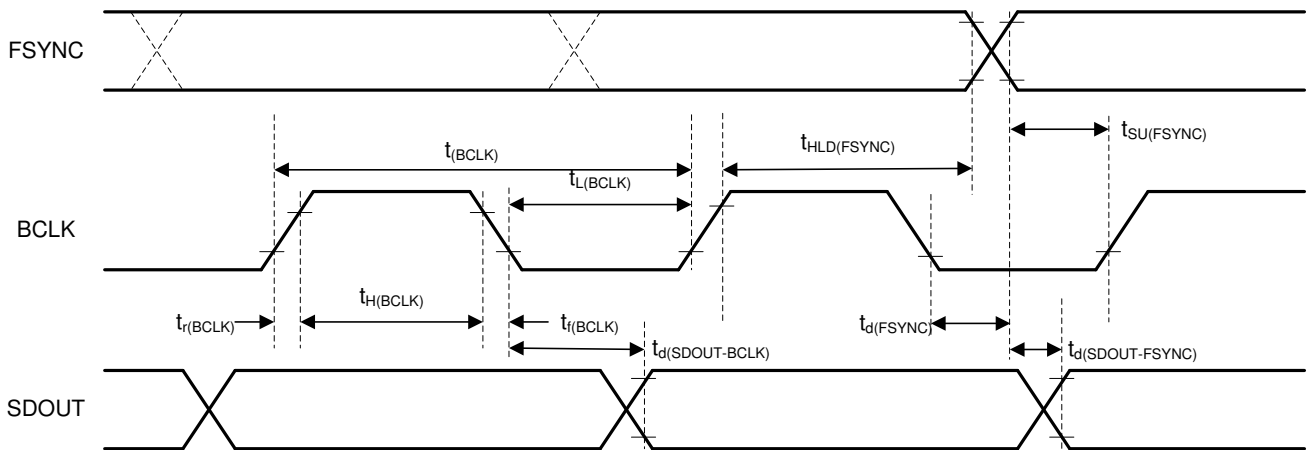 FSYNC
tSU(FSYNC)
tHLD(FSYNC)
t(BCLK)
tL(BCLK)
BCLK
tH(BCLK)
tr(BCLK)
tf(BCLK)
td(FSYNC)
td(SDOUT-BCLK)
td(SDOUT-FSYNC)
SDOUT